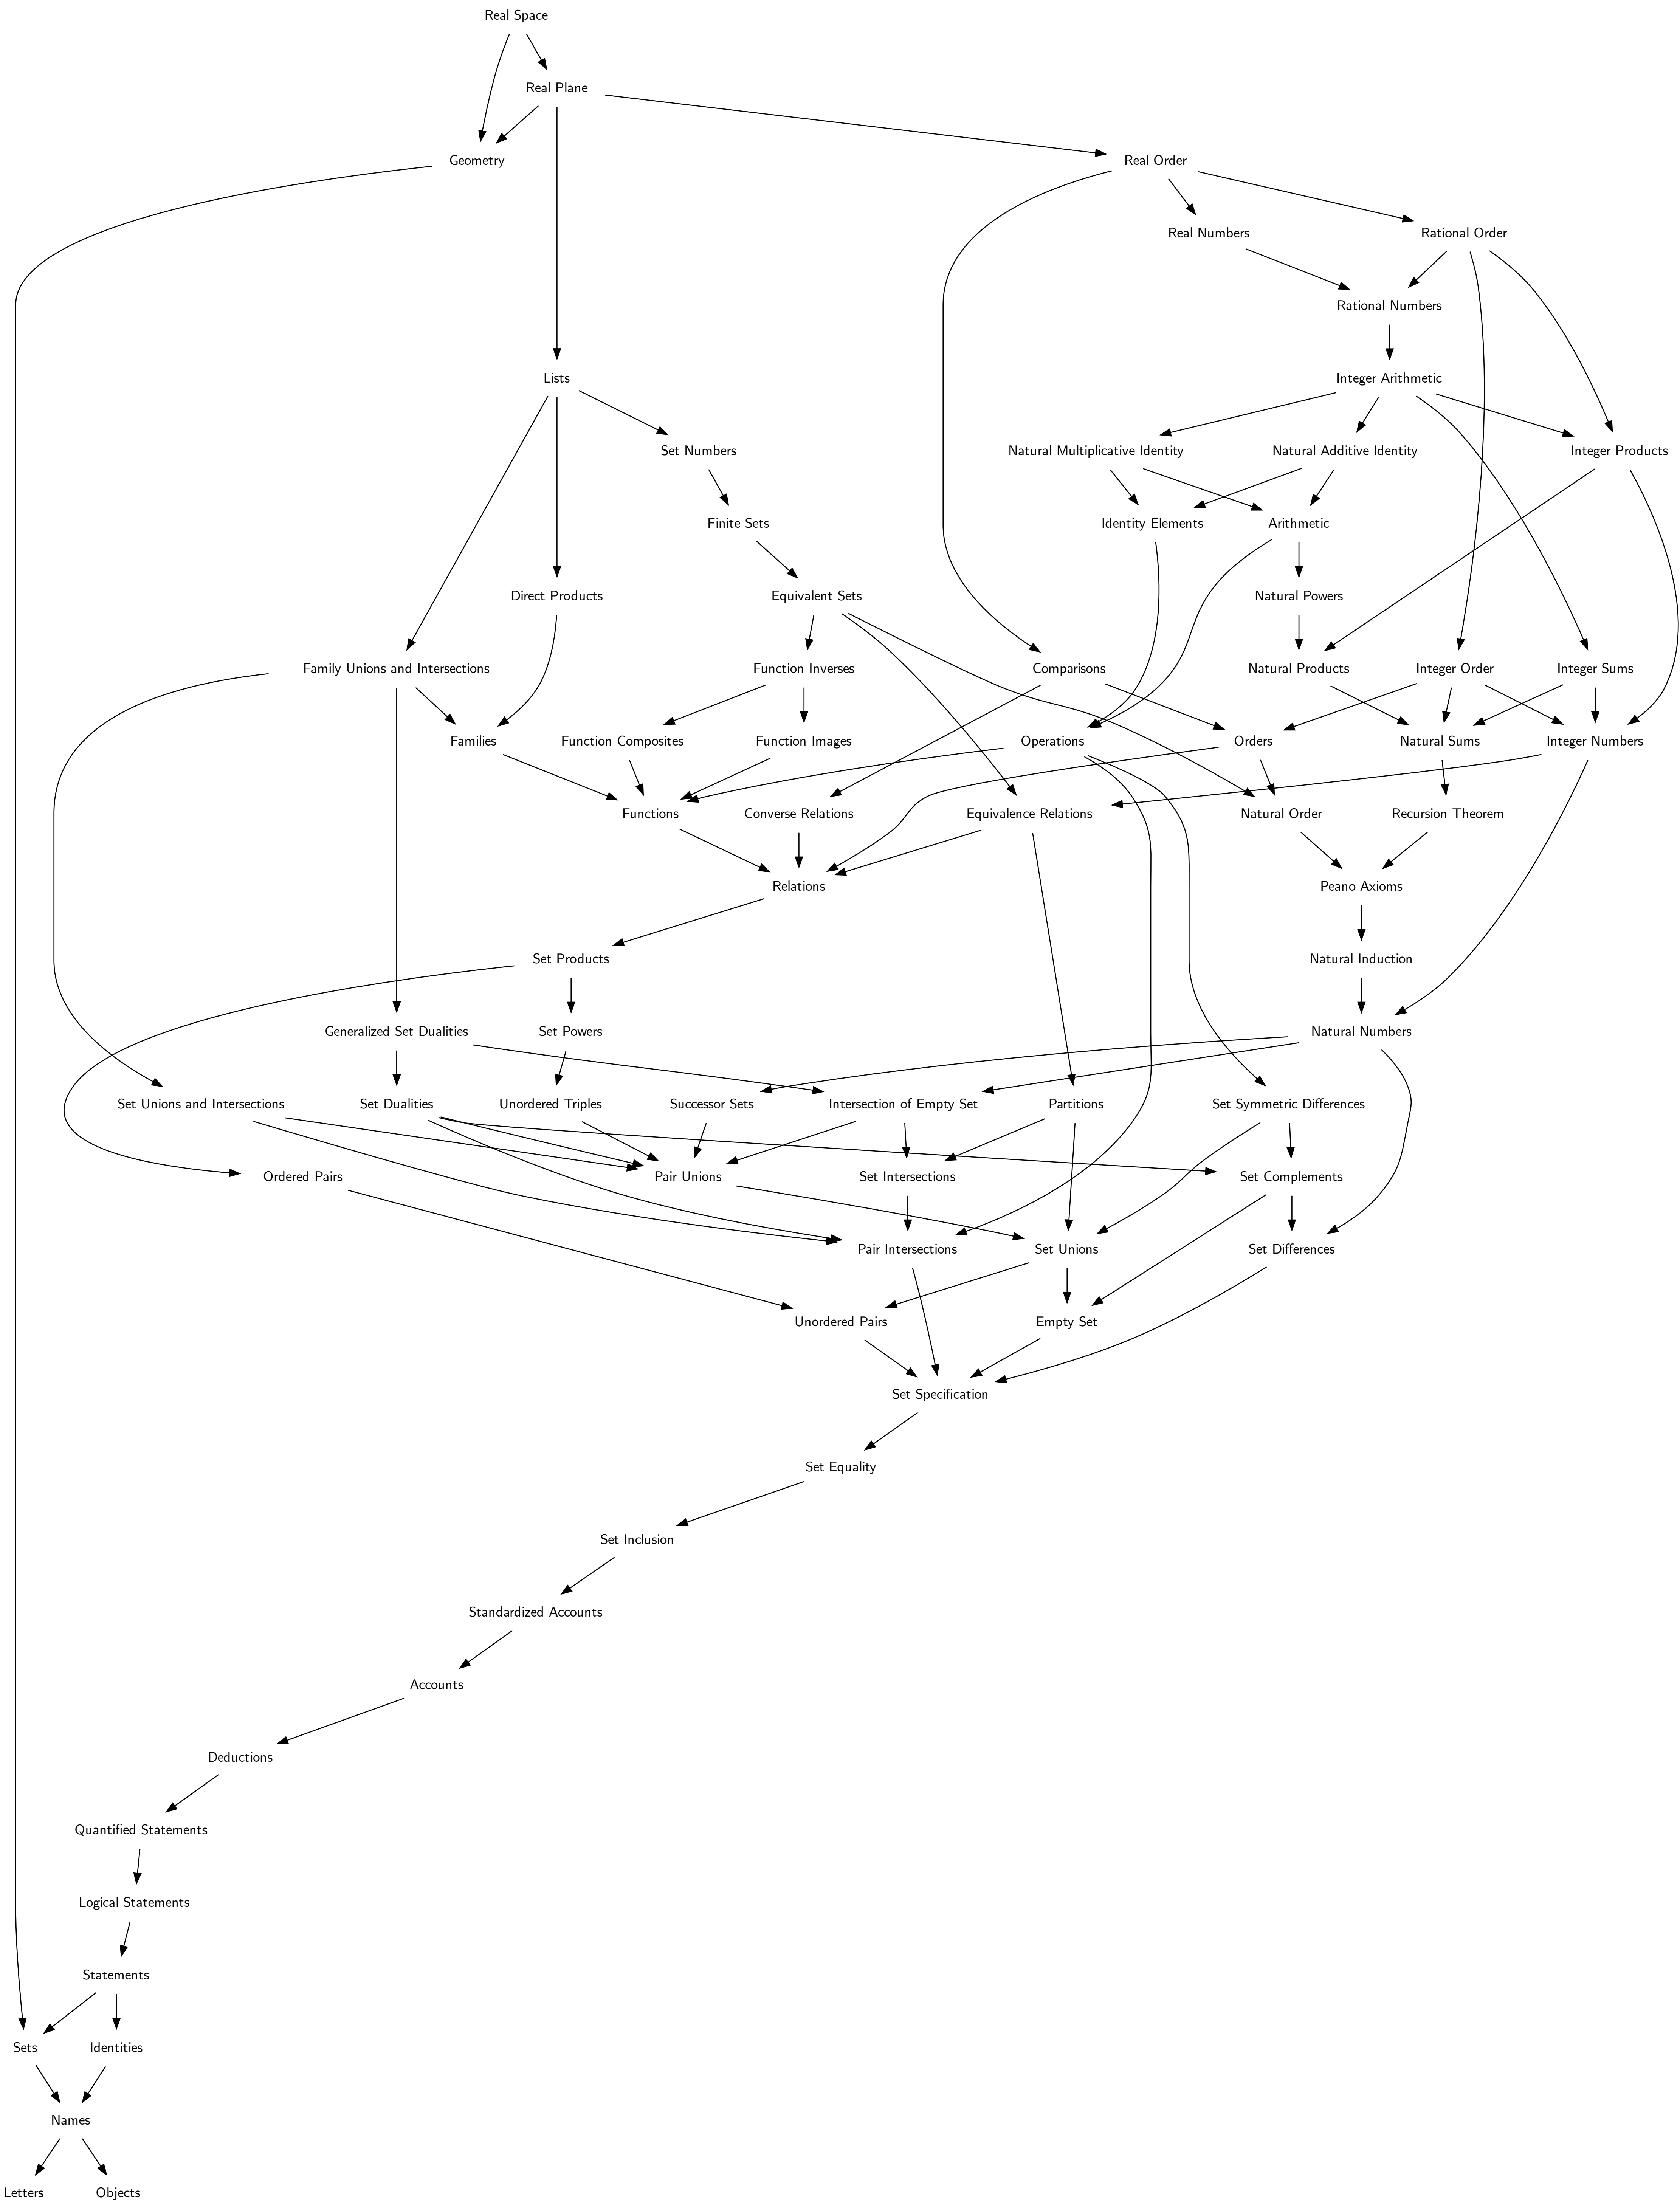 Real Space
Real Plane
Geometry
Real Order
Real Numbers
Rational Order
Rational Numbers
Lists
Integer Arithmetic
Set Numbers
Natural Multiplicative Identity
Natural Additive Identity
Integer Products
Finite Sets
Identity Elements
Arithmetic
Direct Products
Equivalent Sets
Natural Powers
Family Unions and Intersections
Function Inverses
Comparisons
Natural Products
Integer Order
Integer Sums
Families
Function Composites
Function Images
Operations
Orders
Natural Sums
Integer Numbers
Functions
Converse Relations
Equivalence Relations
Natural Order
Recursion Theorem
Relations
Peano Axioms
Set Products
Natural Induction
Generalized Set Dualities
Set Powers
Natural Numbers
Set Unions and Intersections
Set Dualities
Unordered Triples
Successor Sets
Intersection of Empty Set
Partitions
Set Symmetric Differences
Ordered Pairs
Pair Unions
Set Intersections
Set Complements
Pair Intersections
Set Unions
Set Differences
Unordered Pairs
Empty Set
Set Specification
Set Equality
Set Inclusion
Standardized Accounts
Accounts
Deductions
Quantified Statements
Logical Statements
Statements
Sets
Identities
Names
Letters
Objects